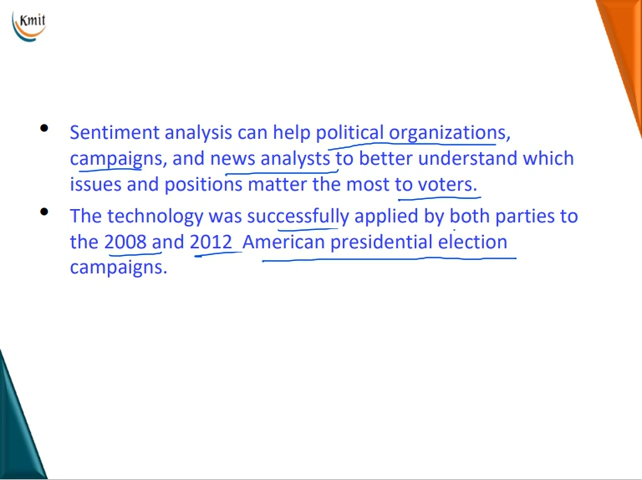 Kmit
Sentiment analysis can help political organizations,
campaigns, and news analysts to better understand which
issues and positions matter the most to voters.
The technology was successfully applied by both parties to
the 2008 and 2012 American presidential election
campaigns.